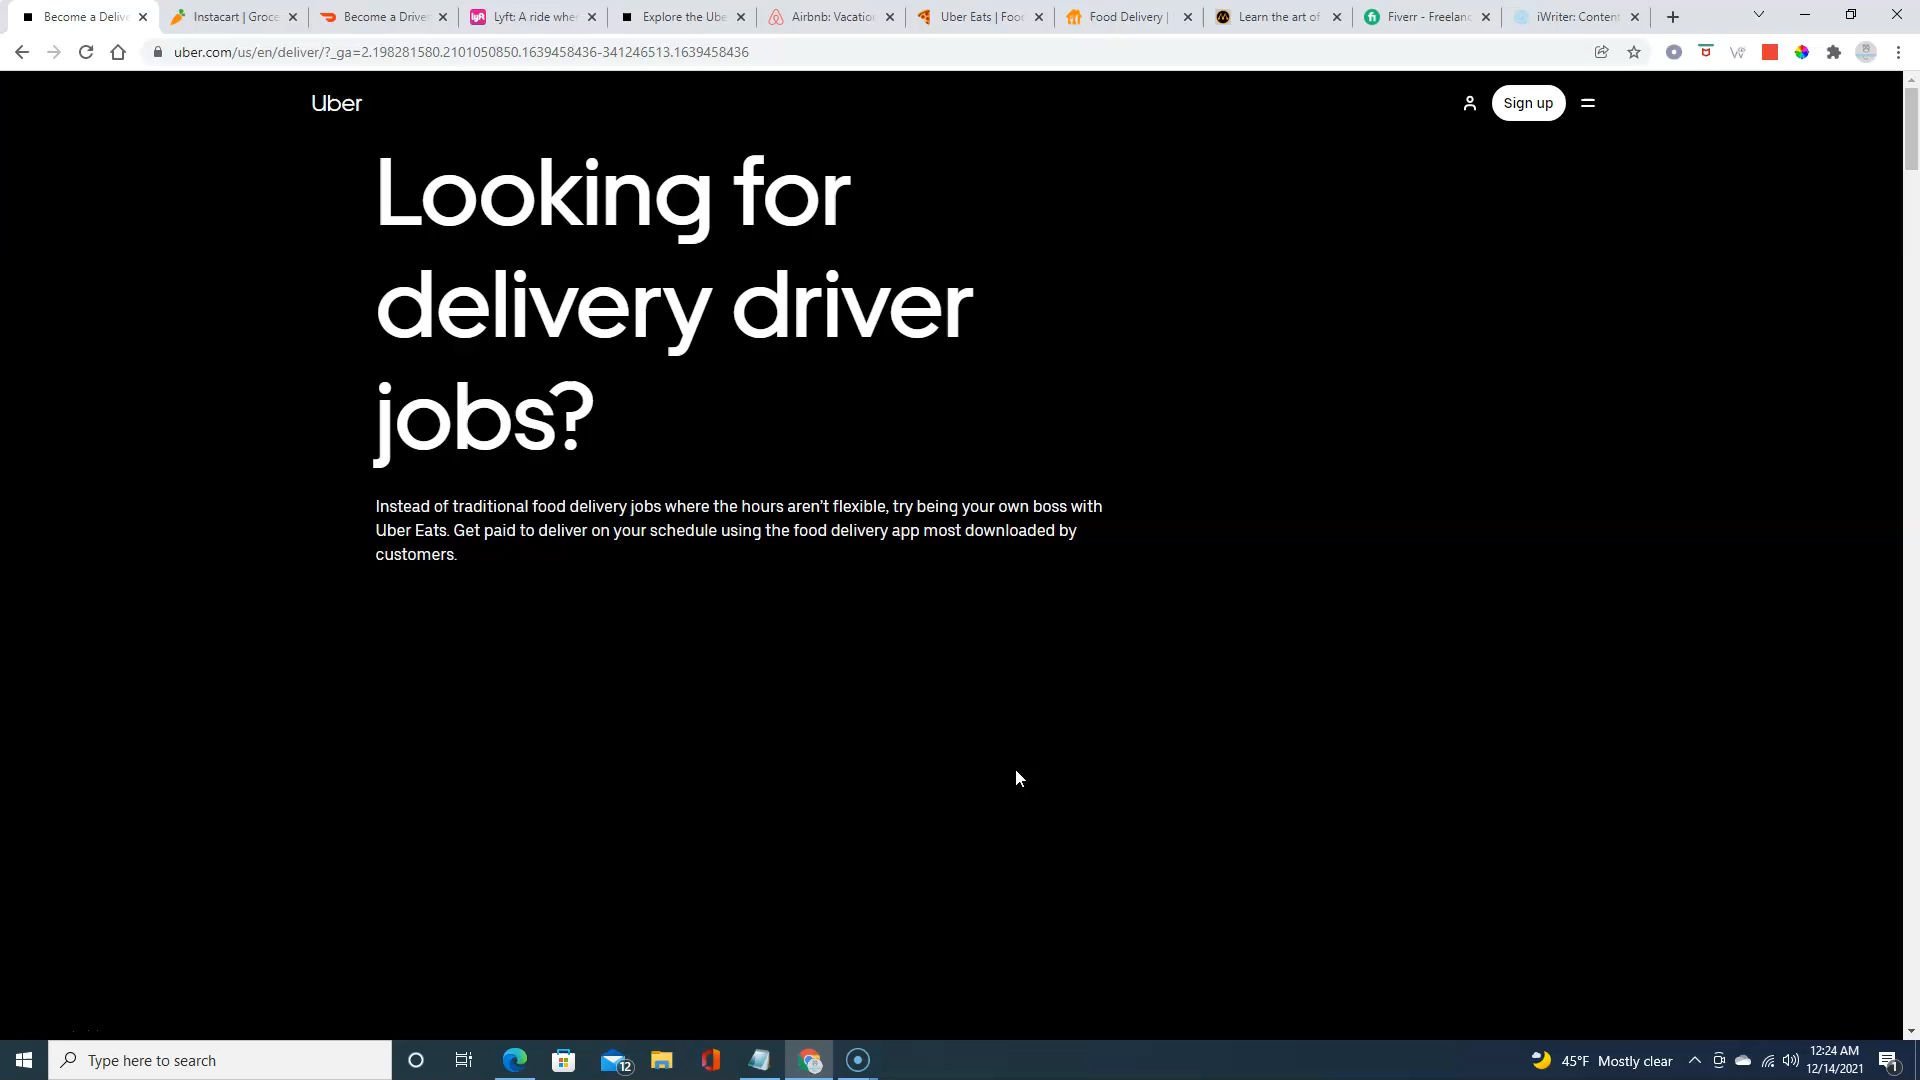 Become a Delive
Instacart | Groce
Become a Drive
Lyft: A ride when
Explore the Ube
Airbnb: Vacatio
Uber Eats | Food
Food Delivery |
Learn the art of
Fiverr - Freelanc
iWriter: Content
uber.com/us/en/deliver/?_ga=2.198281580.2101050850.1639458436-341246513.1639458436
Uber
Sign up
Looking for
delivery driver
jobs?
Instead of traditional food delivery jobs where the hours aren't flexible, try being your own boss with
Uber Eats. Get paid to deliver on your schedule using the food delivery app most downloaded by
customers.
Type here to search
12
45°F Mostly clear
12:24 AM
12/14/2021
1